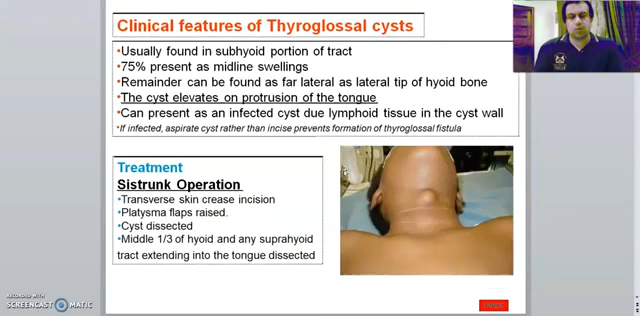 Clinical features of Thyroglossal cysts
•Usually found in subhyoid portion of tract
•75% present as midline swellings
•Remainder can be found as far lateral as lateral tip of hyoid bone
•The cyst elevates on protrusion of the tongue
•Can present as an infected cyst due lymphoid tissue in the cyst wall
•If infected, aspirate cyst rather than incise prevents formation of thyroglossal fistula
Treatment
Sistrunk Operation
•Transverse skin crease incision
•Platysma flaps raised.
•Cyst dissected
•Middle 1/3 of hyoid and any suprahyoid
tract extending into the tongue dissected
RECORDED WITH
SCREENCAST MATIC